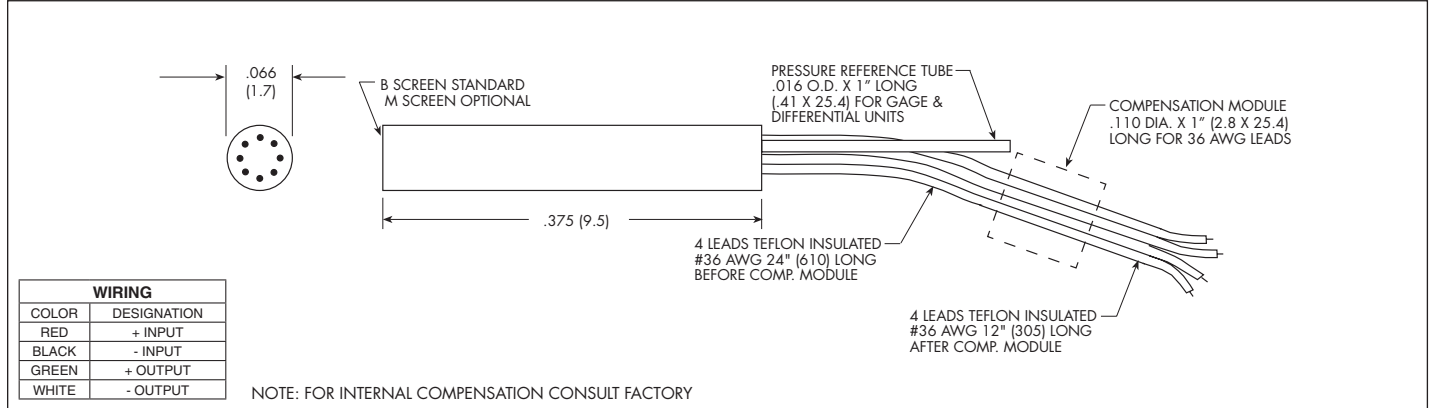 .066
(1.7)
B SCREEN STANDARD
M SCREEN OPTIONAL
PRESSURE REFERENCE TUBE
.016 O.D. X 1" LONG
(.41 X 25.4) FOR GAGE &
DIFFERENTIAL UNITS
COMPENSATION MODULE
.110 DIA. X 1" (2.8 X 25.4)
LONG FOR 36 AWG LEADS
.375 (9.5)
4 LEADS TEFLON INSULATED
#36 AWG 24" (610) LONG
BEFORE COMP. MODULE
4 LEADS TEFLON INSULATED
#36 AWG 12" (305) LONG
AFTER COMP. MODULE
WIRING
COLOR DESIGNATION
RED + INPUT
BLACK - INPUT
GREEN + OUTPUT
WHITE - OUTPUT
NOTE: FOR INTERNAL COMPENSATION CONSULT FACTORY